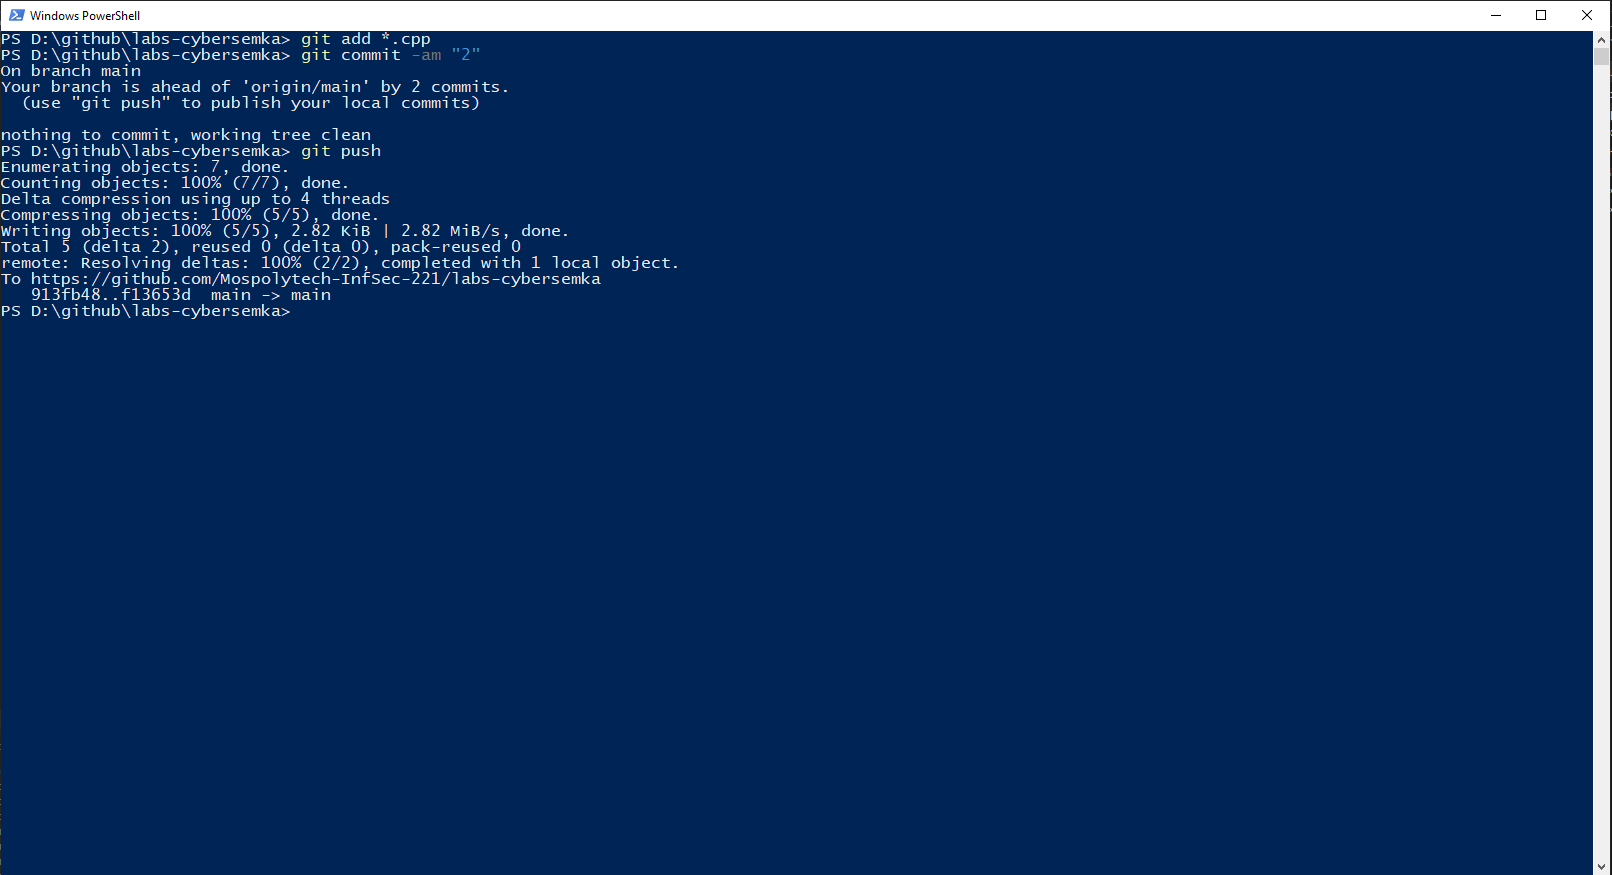 Windows PowerShell
PS D:\github\labs-cybersemka> git add *.cpp
PS D:\github\labs-cybersemka> git commit -am "2"
On branch main
Your branch is ahead of 'origin/main' by 2 commits.
  (use "git push" to publish your local commits)

nothing to commit, working tree clean
PS D:\github\labs-cybersemka> git push
Enumerating objects: 7, done.
Counting objects: 100% (7/7), done.
Delta compression using up to 4 threads
Compressing objects: 100% (5/5), done.
Writing objects: 100% (5/5), 2.82 KiB | 2.82 MiB/s, done.
Total 5 (delta 2), reused 0 (delta 0), pack-reused 0
remote: Resolving deltas: 100% (2/2), completed with 1 local object.
To https://github.com/Mospolytech-InfSec-221/labs-cybersemka
   913fb48..f13653d  main -> main
PS D:\github\labs-cybersemka>